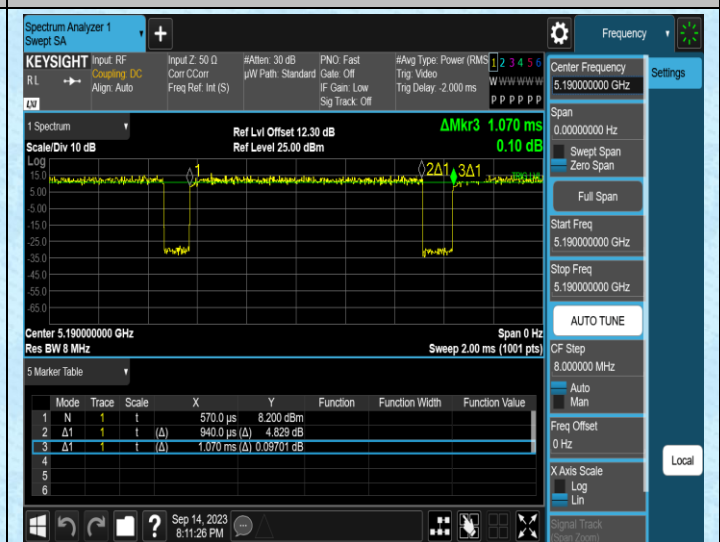 Spectrum Analyzer 1
Swept SA
Frequency
KEYSIGHT
RL
LXI
Input: RF
Coupling: DC
Align: Auto
Input Z: 50 Ω
Corr CCorr
Freq Ref: Int (S)
#Atten: 30 dB
µW Path: Standard
PNO: Fast
Gate: Off
IF Gain: Low
Sig Track: Off
#Avg Type: Power (RMS
Trig: Video
Trig Delay: -2.000 ms
1 2 3 4 5 6
W W W W W W
P P P P P P
Center Frequency
5.190000000 GHz
Settings
Span
0.00000000 Hz
Swept Span
Zero Span
Full Span
Start Freq
5.190000000 GHz
Stop Freq
5.190000000 GHz
AUTO TUNE
CF Step
8.000000 MHz
Auto
Man
Freq Offset
0 Hz
X Axis Scale
Log
Lin
Signal Track
(Span Zoom)
Local
1 Spectrum
Scale/Div 10 dB
Ref Lvl Offset 12.30 dB
Ref Level 25.00 dBm
ΔMkr3 1.070 ms
0.10 dB
Log
15.0
5.00
-5.00
-15.0
-25.0
-35.0
-45.0
-55.0
-65.0
1
2Δ1
3Δ1
Center 5.190000000 GHz
Res BW 8 MHz
Span 0 Hz
Sweep 2.00 ms (1001 pts)
5 Marker Table
Mode Trace Scale X Y Function Function Width Function Value
1 N 1 t 570.0 µs 8.200 dBm
2 Δ1 1 t (Δ) 940.0 µs (Δ) 4.829 dB
3 Δ1 1 t (Δ) 1.070 ms (Δ) 0.09701 dB
4
5
6
?
Sep 14, 2023
8:11:26 PM